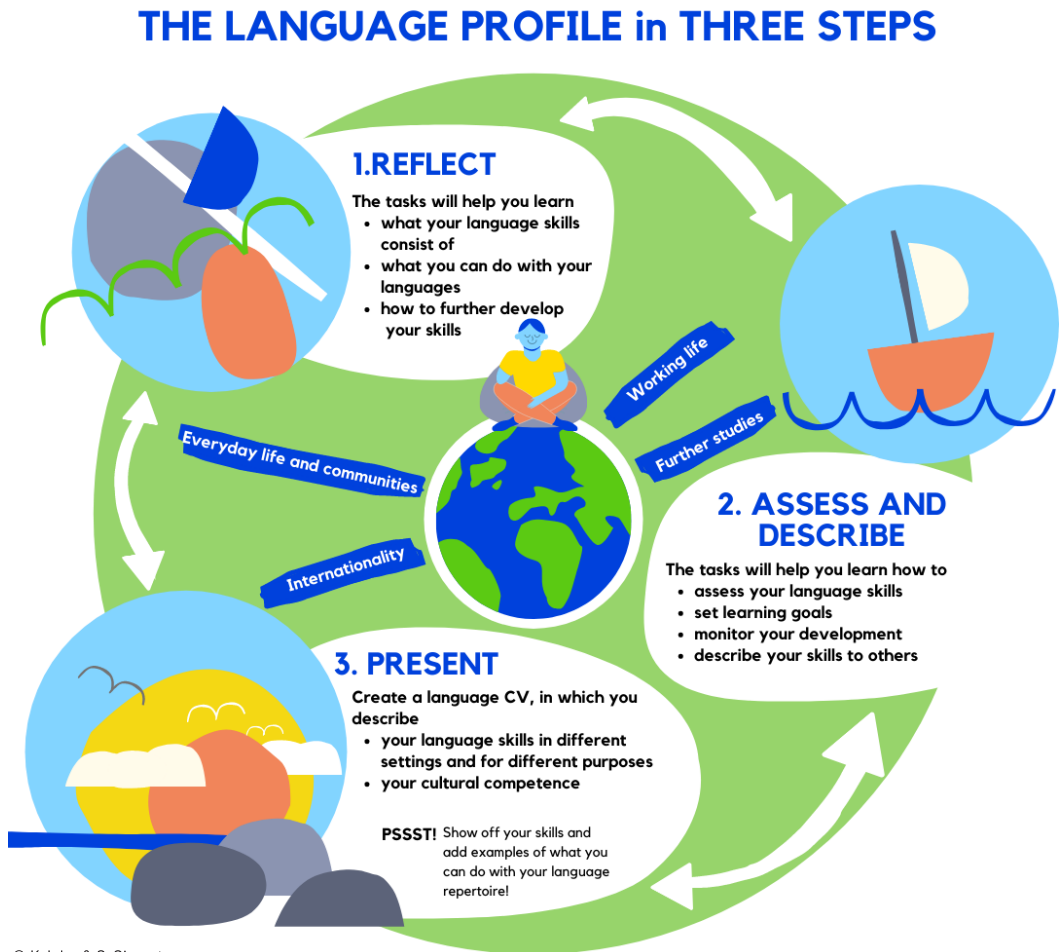 THE LANGUAGE PROFILE in THREE STEPS
1.REFLECT
The tasks will help you learn
• what your language skills
consist of
• what you can do with your
languages
• how to further develop
your skills
Working life
Further studies
Everyday life and communities
Internationality
2. ASSESS AND
DESCRIBE
The tasks will help you learn how to
• assess your language skills
• set learning goals
• monitor your development
• describe your skills to others
3. PRESENT
Create a language CV, in which you
describe
• your language skills in different
settings and for different purposes
• your cultural competence
PSSST! Show off your skills and
add examples of what you
can do with your language
repertoire!